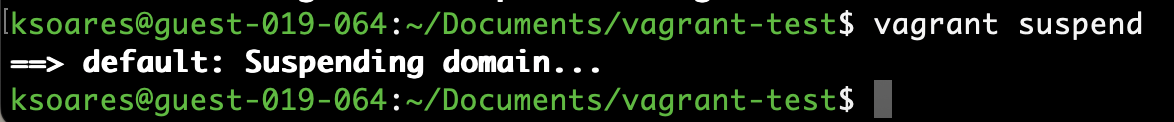 ksoares@guest-019-064:~/Documents/vagrant-test$ vagrant suspend
==> default: Suspending domain...
ksoares@guest-019-064:~/Documents/vagrant-test$